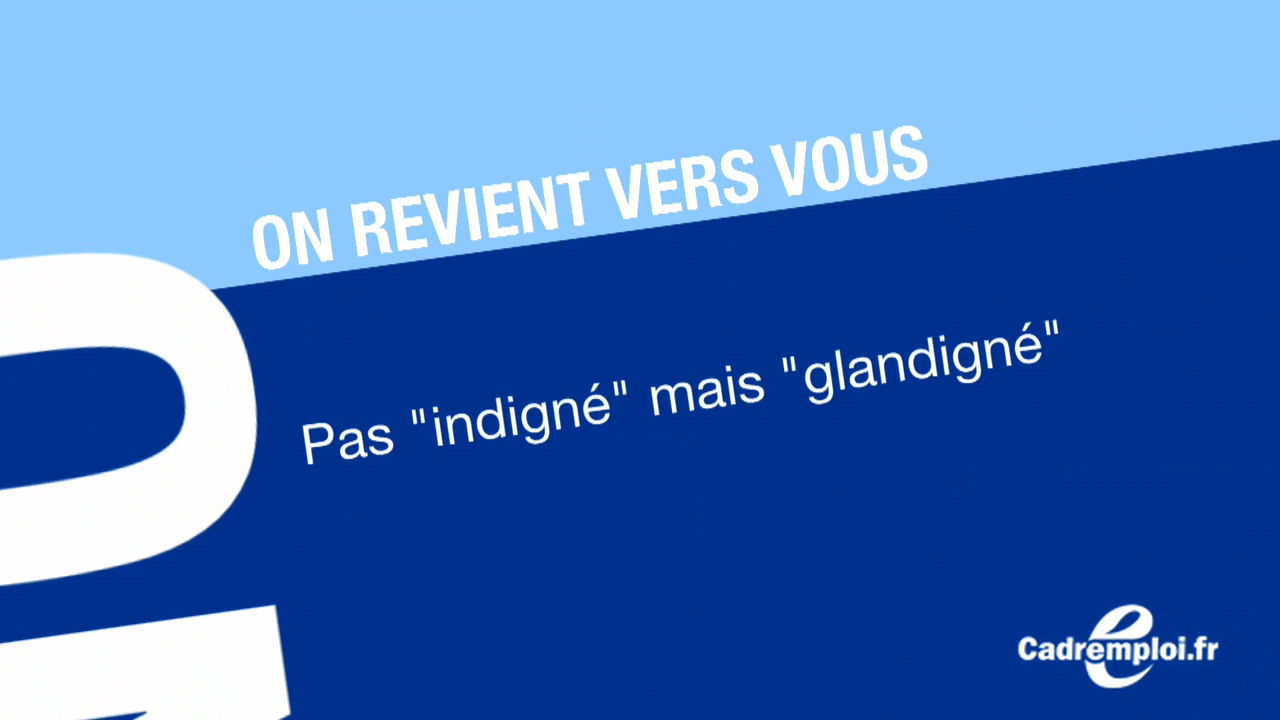 ON REVIENT VERS VOUS
Pas "indigné" mais "glandigné"
Cadremploi.fr